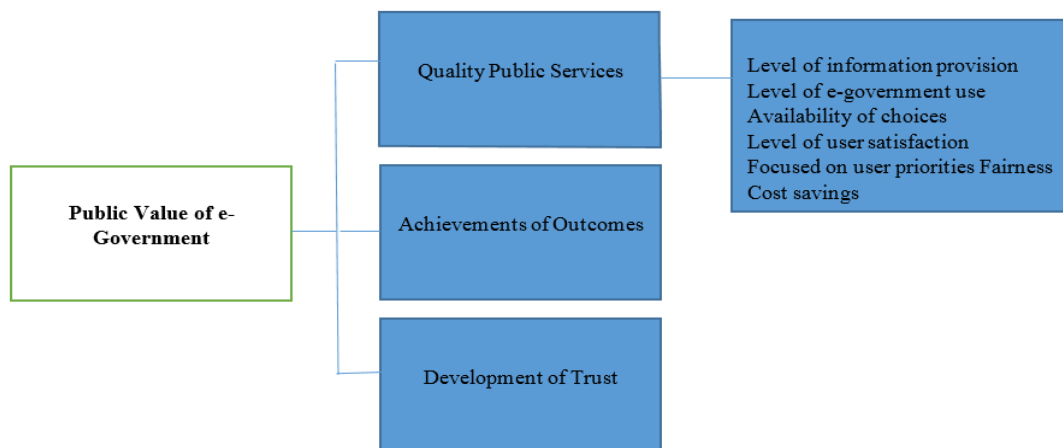 Public Value of e-
Government
Quality Public Services
Achievements of Outcomes
Development of Trust
Level of information provision
Level of e-government use
Availability of choices
Level of user satisfaction
Focused on user priorities Fairness
Cost savings